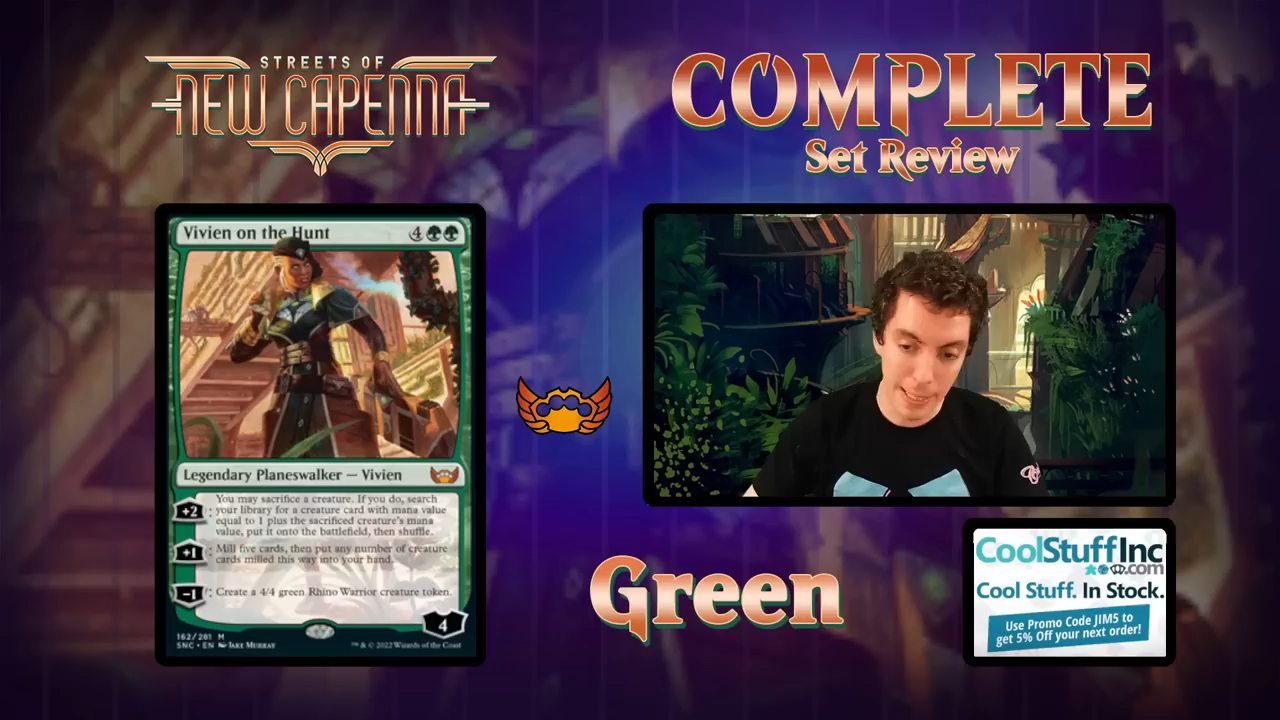 STREETS OF
NEW CAPENNA
COMPLETE
Set Review
Vivien on the Hunt 4
Legendary Planeswalker — Vivien
+2: You may sacrifice a creature. If you do, search
your library for a creature card with mana value
equal to 1 plus the sacrificed creature's mana
value, put it onto the battlefield, then shuffle.
+1: Mill five cards, then put any number of creature
cards milled this way into your hand.
−1: Create a 4/4 green Rhino Warrior creature token.
4
162/281 M
SNC • EN JAKE MURRAY
™ & © 2022 Wizards of the Coast
Green
CoolStuffInc
.com
Cool Stuff. In Stock.
Use Promo Code JIM5 to
get 5% Off your next order!